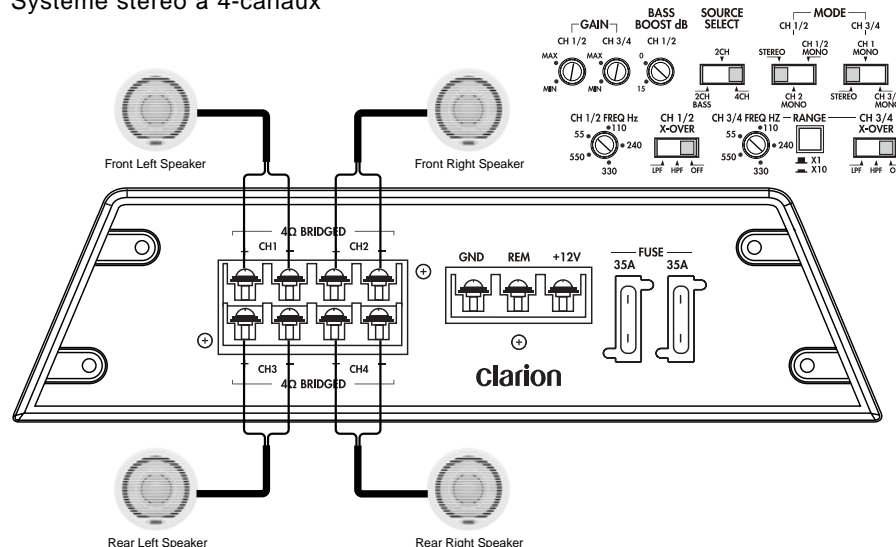 Système stéréo à 4-canaux
GAIN
CH 1/2 CH 3/4
MAX MAX
MIN MIN
BASS
BOOST dB
CH 1/2
0
15
SOURCE
SELECT
2CH
2CH
BASS
4CH
MODE
CH 1/2 CH 3/4
STEREO CH 1/2
MONO
CH 2
MONO
CH 1
MONO
STEREO CH 3/
MONO
CH 1/2 FREQ Hz
55 110
240
550
330
CH 1/2
X-OVER
LPF HPF OFF
CH 3/4 FREQ HZ
55 110
240
550
330
RANGE
X1
X10
CH 3/4
X-OVER
LPF HPF
Front Left Speaker
Front Right Speaker
4Ω BRIDGED
CH1 CH2
GND REM +12V
FUSE
35A 35A
CH3 CH4
4Ω BRIDGED
clarion
Rear Left Speaker
Rear Right Speaker